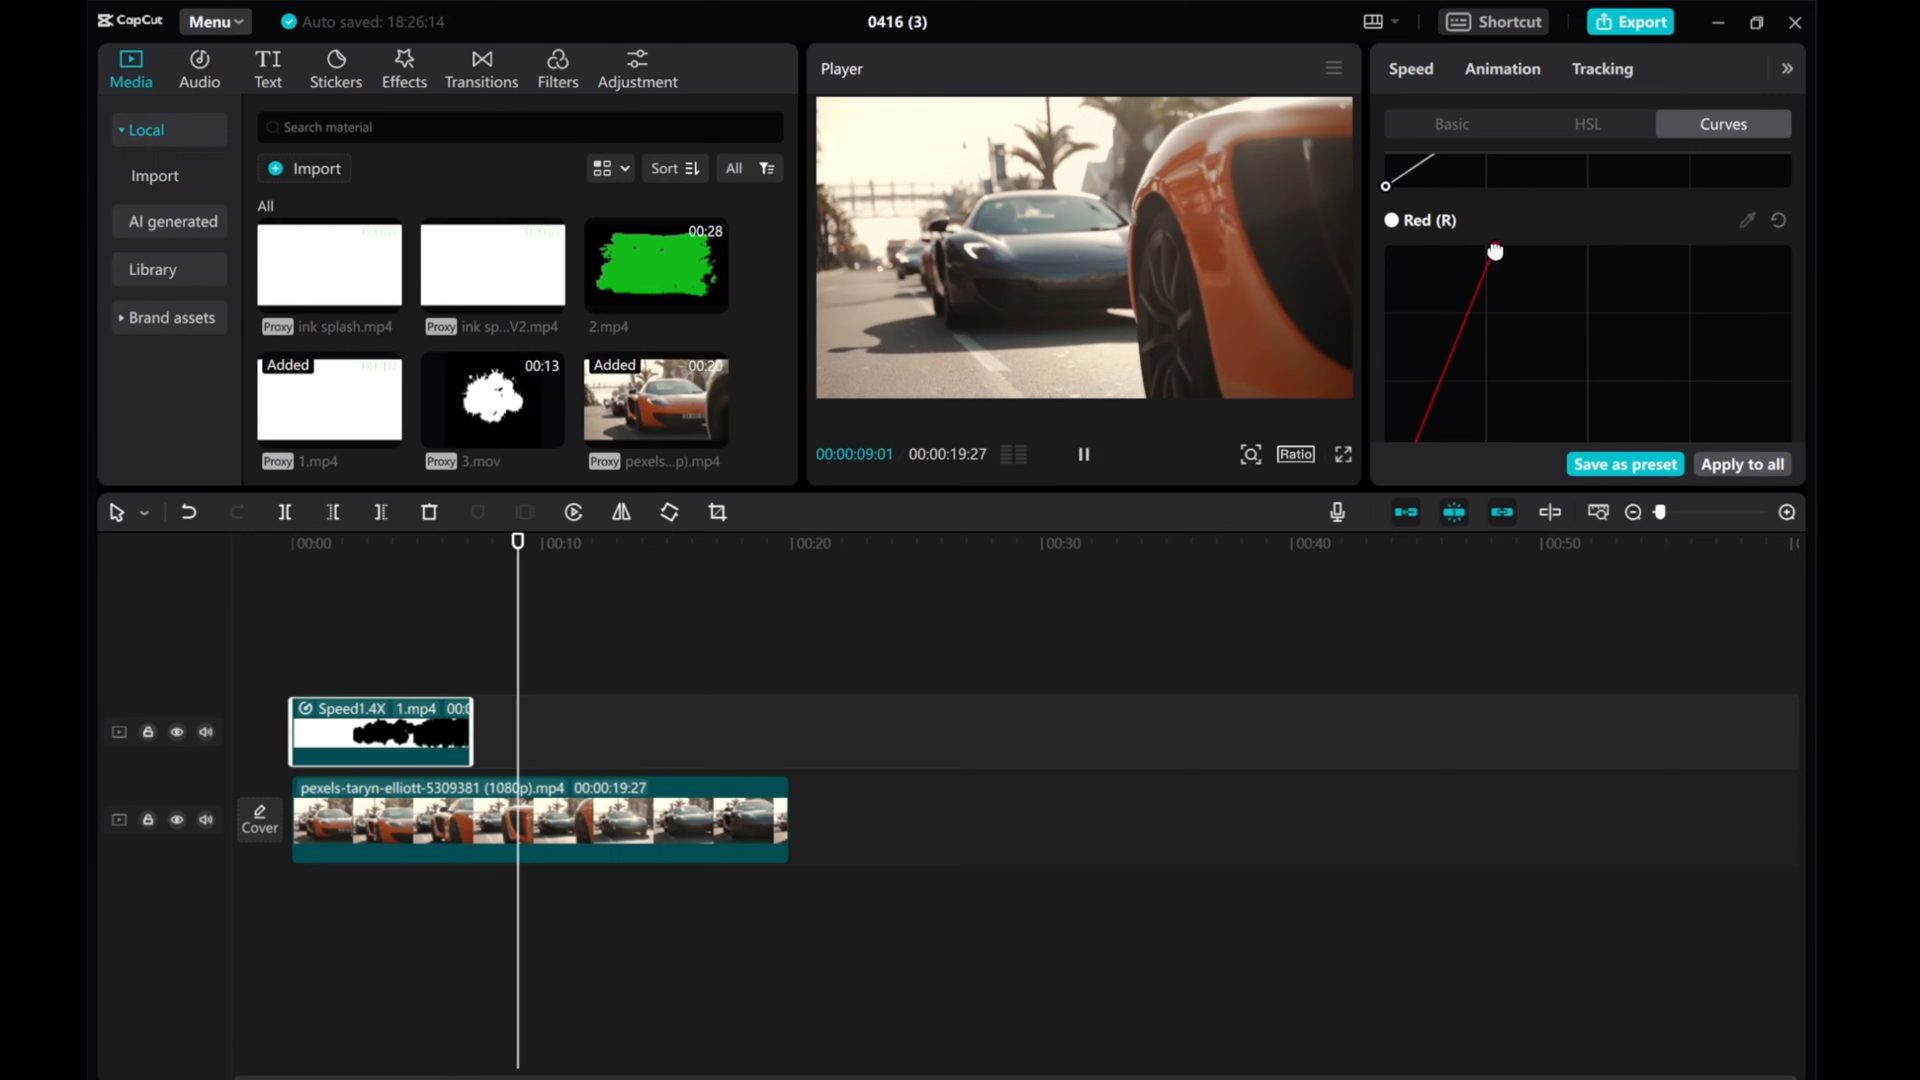 CapCut
Menu
Auto saved: 18:26:14
0416 (3)
Shortcut
Export
Media
Audio
Text
Stickers
Effects
Transitions
Filters
Adjustment
Player
Speed
Animation
Tracking
Local
Import
AI generated
Library
Brand assets
Search material
Import
Sort
All
All
00:28
Proxy ink splash.mp4
Proxy ink sp...V2.mp4
2.mp4
Added
00:13
Added
00:20
Proxy 1.mp4
Proxy 3.mov
Proxy pexels...p).mp4
00:00:09:01
00:00:19:27
Ratio
Basic
HSL
Curves
Red (R)
Save as preset
Apply to all
00:00
00:10
00:20
00:30
00:40
00:50
Speed1.4X 1.mp4
pexels-taryn-elliott-5309381 (1080p).mp4 00:00:19:27
Cover